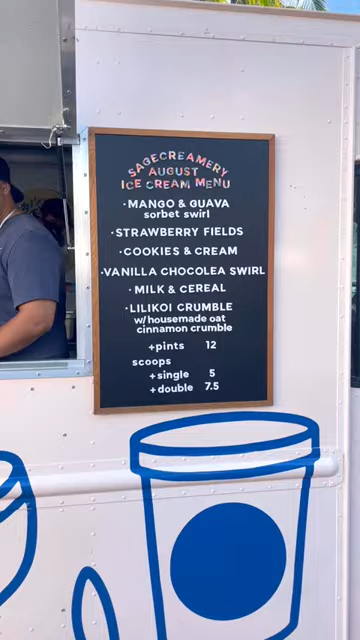 SAGECREAMERY
AUGUST
ICE CREAM MENU
·MANGO & GUAVA
sorbet swirl
·STRAWBERRY FIELDS
·COOKIES & CREAM
·VANILLA CHOCOLEA SWIRL
·MILK & CEREAL
·LILIKOI CRUMBLE
w/housemade oat
cinnamon crumble
+pints 12
scoops
+single 5
+double 7.5